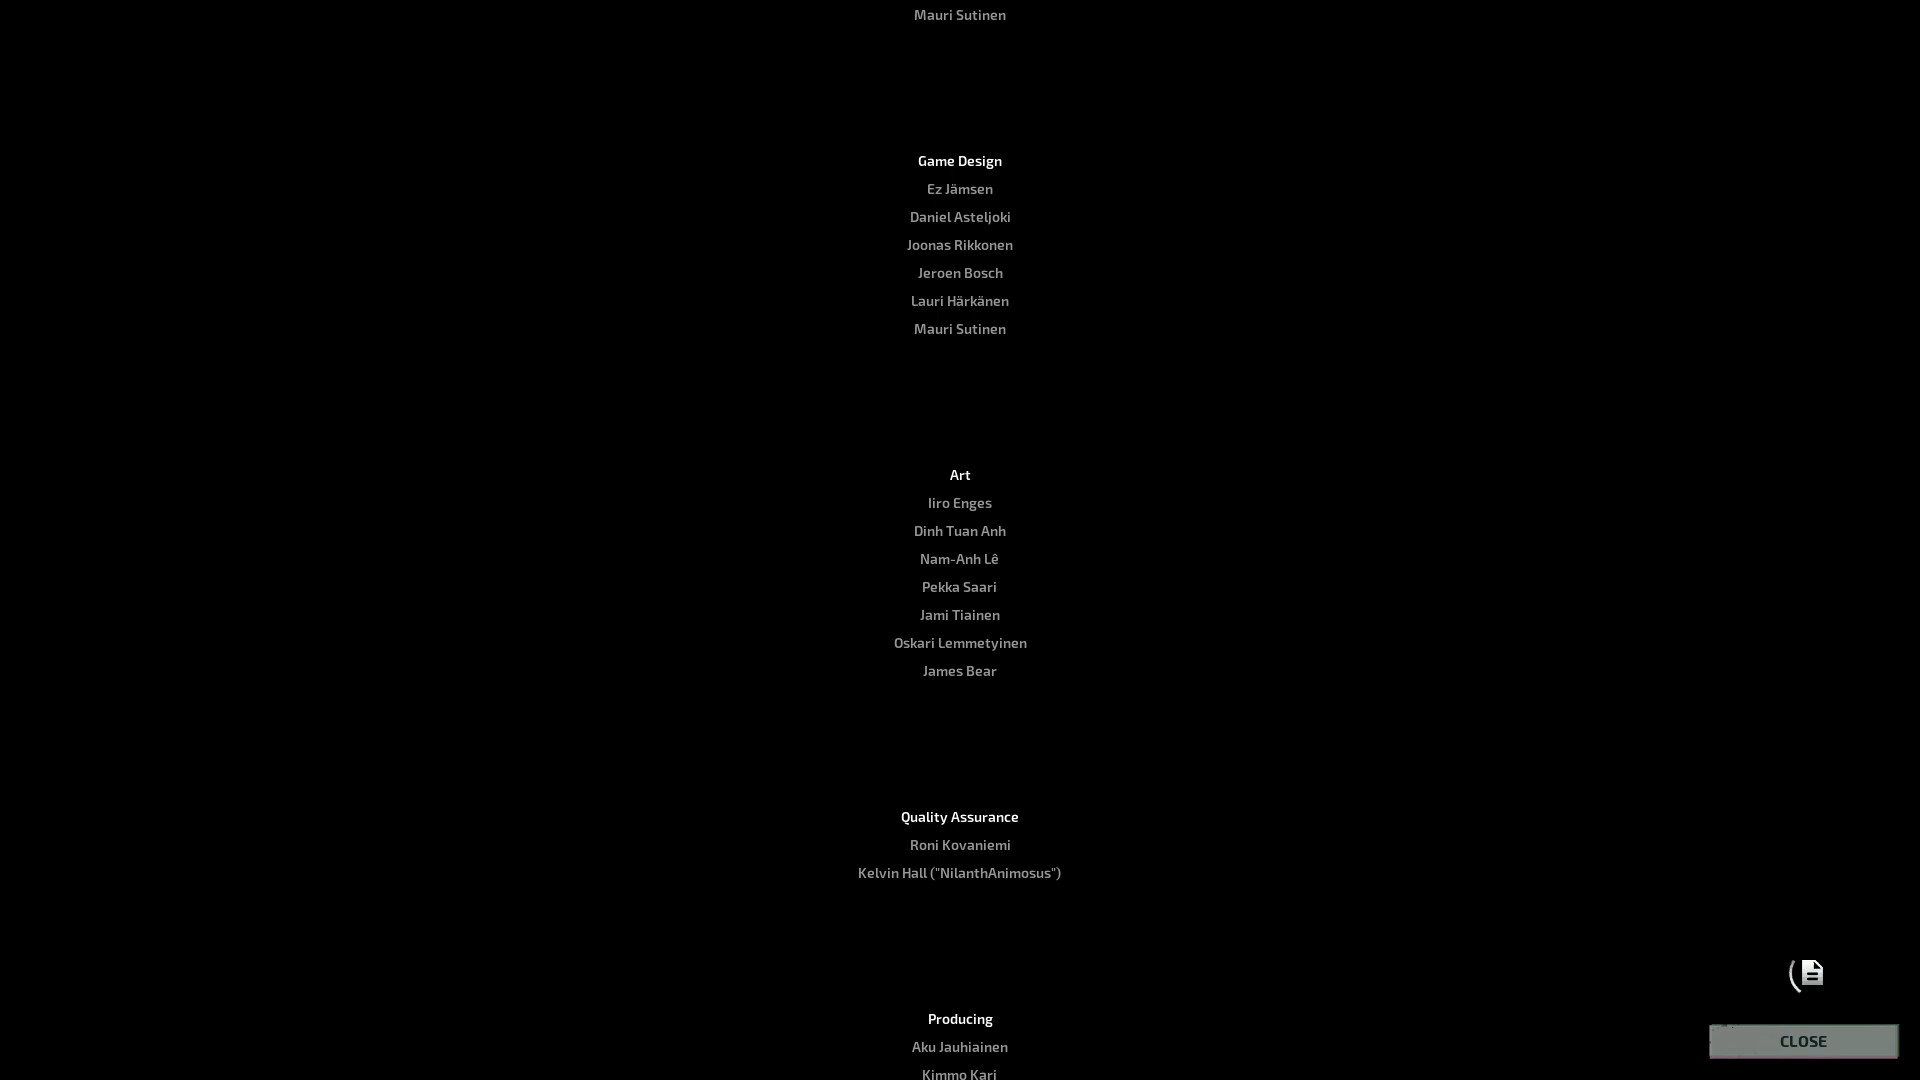 Mauri Sutinen
Game Design
Ez Jämsen
Daniel Asteljoki
Joonas Rikkonen
Jeroen Bosch
Lauri Härkänen
Mauri Sutinen
Art
Iiro Enges
Dinh Tuan Anh
Nam-Anh Lê
Pekka Saari
Jami Tiainen
Oskari Lemmetyinen
James Bear
Quality Assurance
Roni Kovaniemi
Kelvin Hall ("NilanthAnimosus")
Producing
Aku Jauhiainen
Kimmo Kari
CLOSE